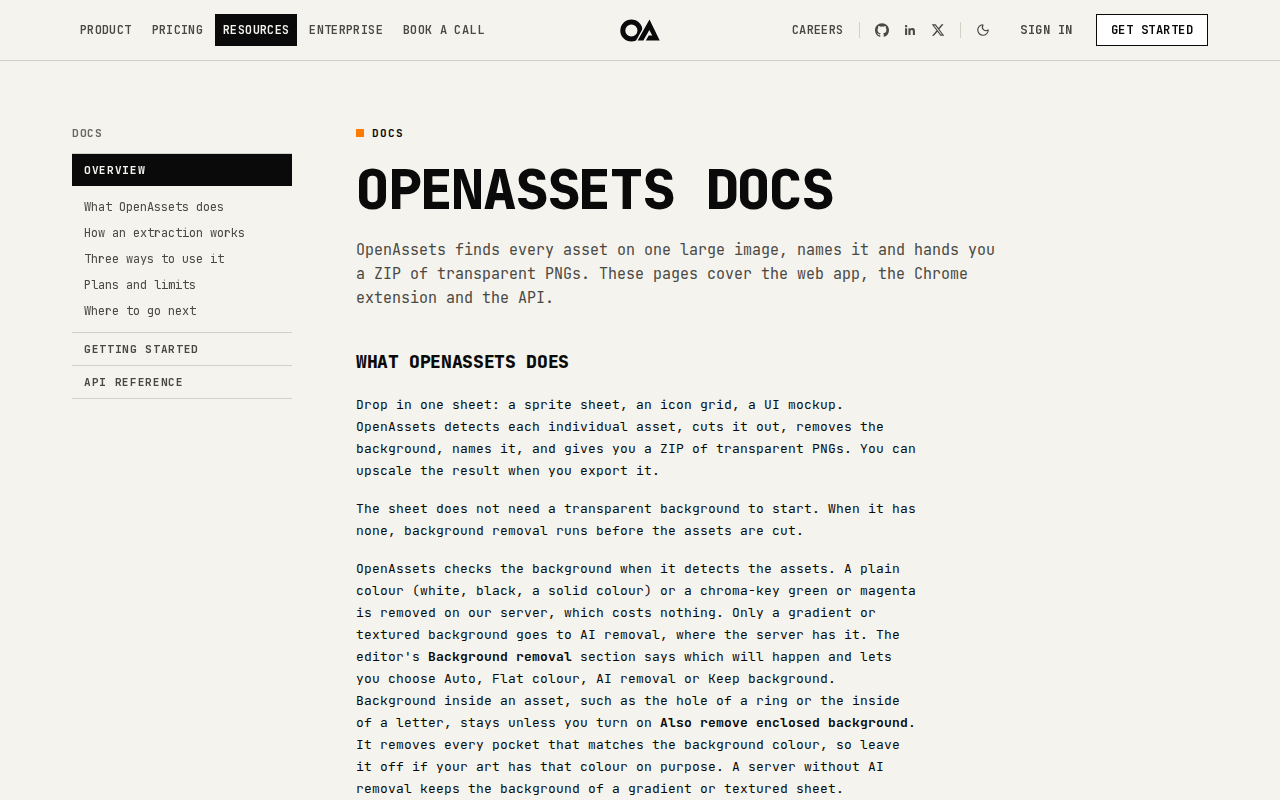 PRODUCT PRICING RESOURCES ENTERPRISE BOOK A CALL OA CAREERS SIGN IN GET STARTED
DOCS
OVERVIEW
What OpenAssets does
How an extraction works
Three ways to use it
Plans and limits
Where to go next
GETTING STARTED
API REFERENCE
DOCS
OPENASSETS DOCS
OpenAssets finds every asset on one large image, names it and hands you
a ZIP of transparent PNGs. These pages cover the web app, the Chrome
extension and the API.
WHAT OPENASSETS DOES
Drop in one sheet: a sprite sheet, an icon grid, a UI mockup.
OpenAssets detects each individual asset, cuts it out, removes the
background, names it, and gives you a ZIP of transparent PNGs. You can
upscale the result when you export it.
The sheet does not need a transparent background to start. When it has
none, background removal runs before the assets are cut.
OpenAssets checks the background when it detects the assets. A plain
colour (white, black, a solid colour) or a chroma-key green or magenta
is removed on our server, which costs nothing. Only a gradient or
textured background goes to AI removal, where the server has it. The
editor's Background removal section says which will happen and lets
you choose Auto, Flat colour, AI removal or Keep background.
Background inside an asset, such as the hole of a ring or the inside
of a letter, stays unless you turn on Also remove enclosed background.
It removes every pocket that matches the background colour, so leave
it off if your art has that colour on purpose. A server without AI
removal keeps the background of a gradient or textured sheet.